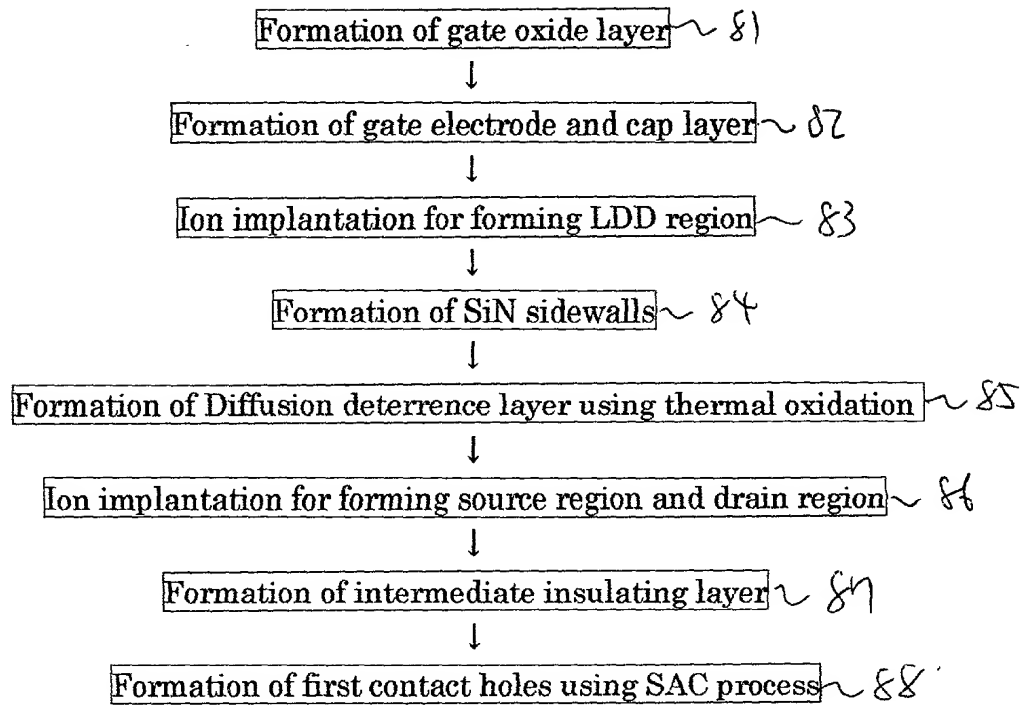 Formation of gate oxide layer 81
↓
Formation of gate electrode and cap layer 82
↓
Ion implantation for forming LDD region 83
↓
Formation of SiN sidewalls 84
↓
Formation of Diffusion deterrence layer using thermal oxidation 85
↓
Ion implantation for forming source region and drain region 86
↓
Formation of intermediate insulating layer 87
↓
Formation of first contact holes using SAC process 88